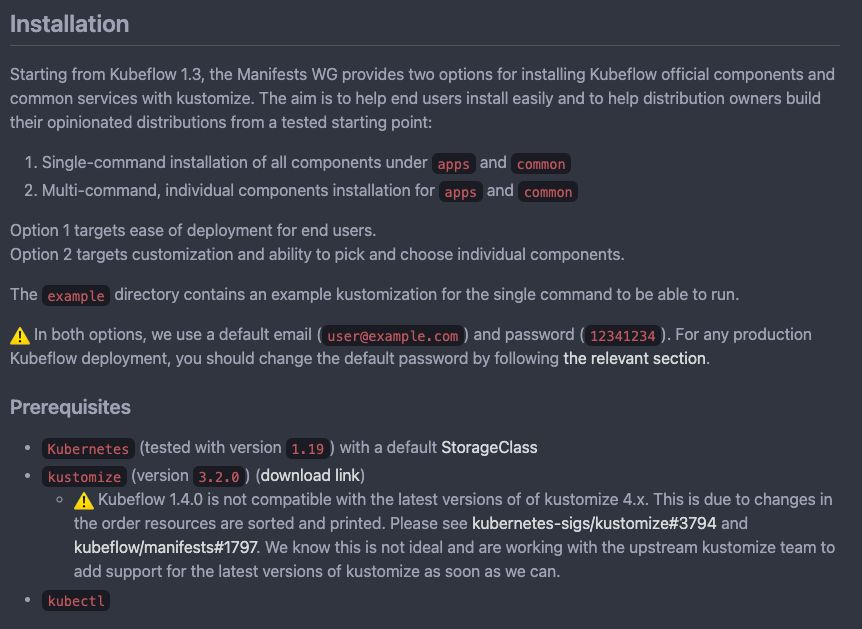 Installation
Starting from Kubeflow 1.3, the Manifests WG provides two options for installing Kubeflow official components and
common services with kustomize. The aim is to help end users install easily and to help distribution owners build
their opinionated distributions from a tested starting point:
1. Single-command installation of all components under apps and common
2. Multi-command, individual components installation for apps and common
Option 1 targets ease of deployment for end users.
Option 2 targets customization and ability to pick and choose individual components.
The example directory contains an example kustomization for the single command to be able to run.
⚠️ In both options, we use a default email (user@example.com) and password (12341234). For any production
Kubeflow deployment, you should change the default password by following the relevant section.
Prerequisites
• Kubernetes (tested with version 1.19) with a default StorageClass
• kustomize (version 3.2.0) (download link)
◦ ⚠️ Kubeflow 1.4.0 is not compatible with the latest versions of of kustomize 4.x. This is due to changes in
the order resources are sorted and printed. Please see kubernetes-sigs/kustomize#3794 and
kubeflow/manifests#1797. We know this is not ideal and are working with the upstream kustomize team to
add support for the latest versions of kustomize as soon as we can.
• kubectl